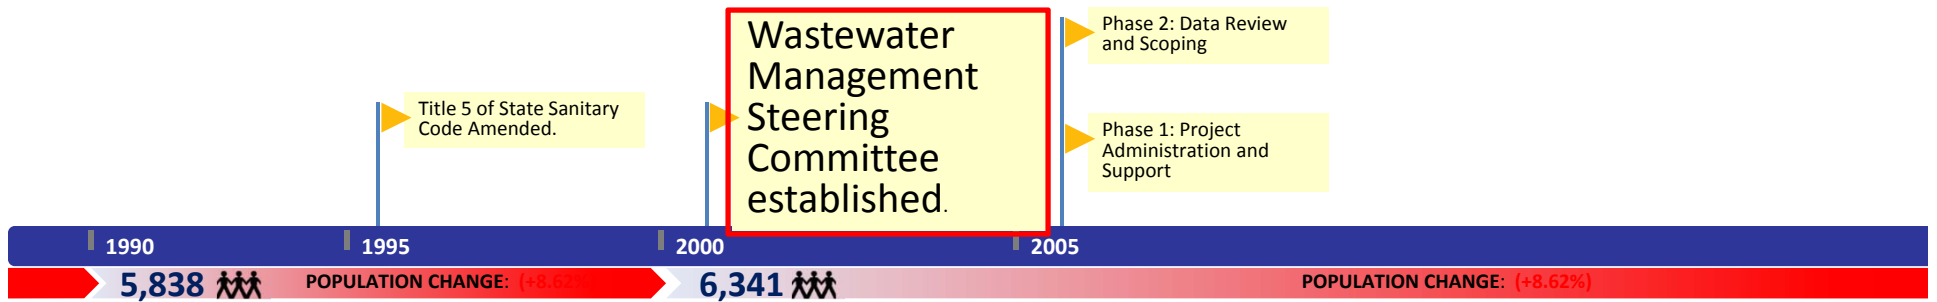 Wastewater
Management
Steering
Committee
established.
Phase 2: Data Review
and Scoping
Title 5 of State Sanitary
Code Amended.
Phase 1: Project
Administration and
Support
1990
1995
2000
2005
5,838
POPULATION CHANGE: (+8.62%)
6,341
POPULATION CHANGE: (+8.62%)